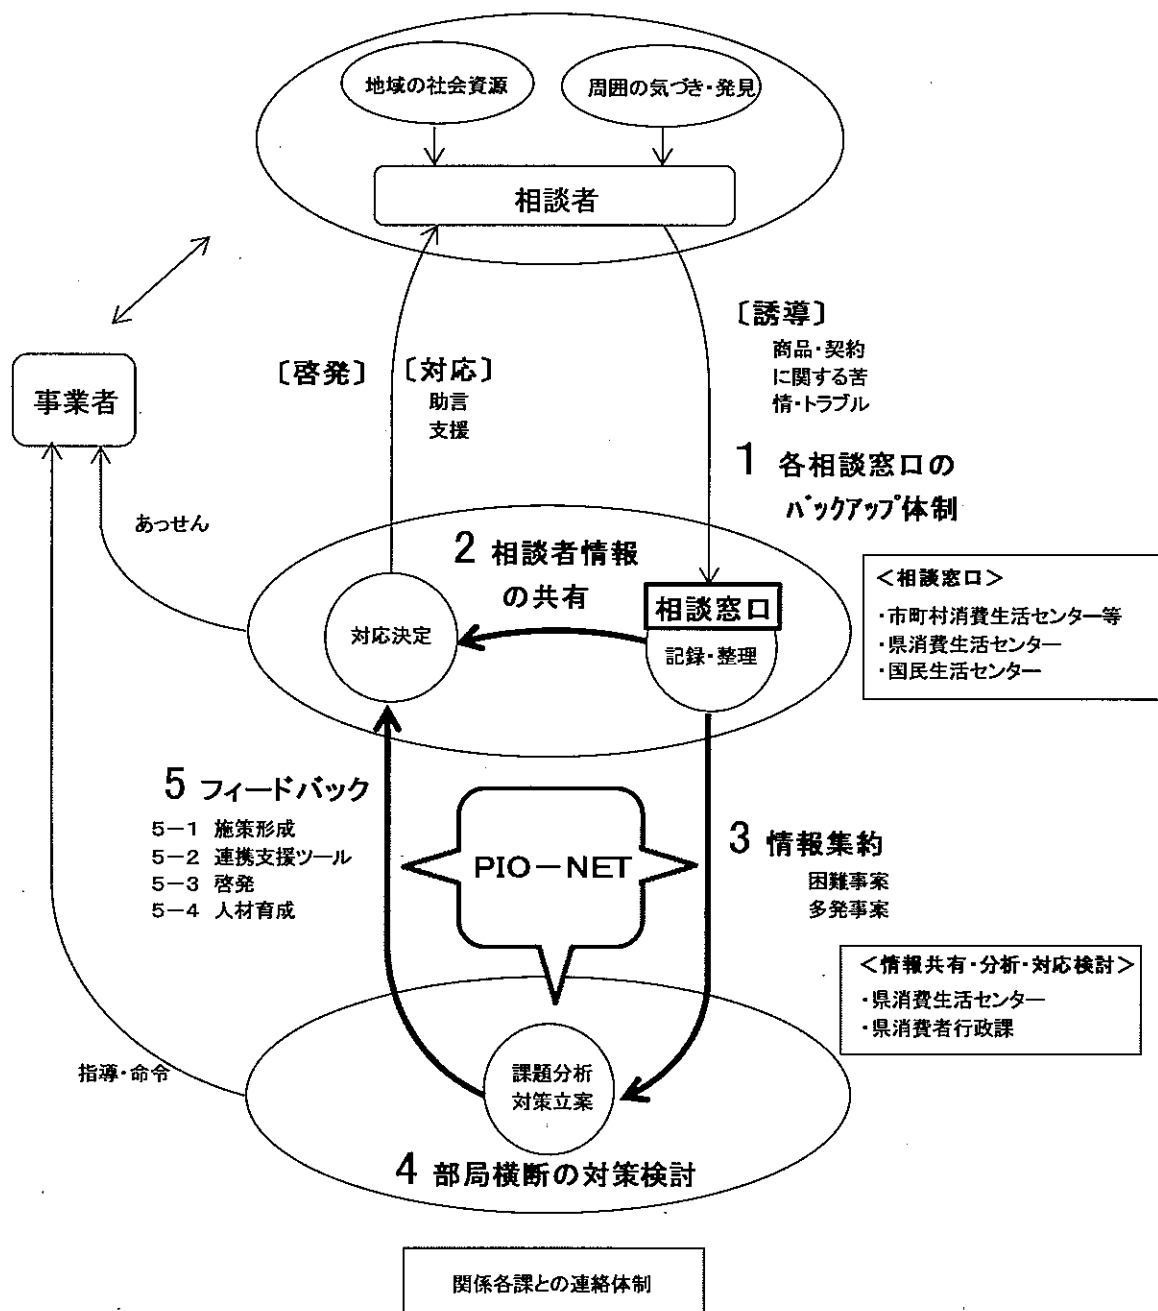 地域の社会資源
周囲の気づき・発見
相談者
〔誘導〕
商品・契約
に関する苦
情・トラブル
〔啓発〕
〔対応〕
助言
支援
事業者
1 各相談窓口の
ﾊﾞｯｸｱｯﾌﾟ体制
あっせん
2 相談者情報
の共有
相談窓口
対応決定
記録・整理
＜相談窓口＞
・市町村消費生活センター等
・県消費生活センター
・国民生活センター
5 フィードバック
5－1 施策形成
5－2 連携支援ツール
5－3 啓発
5－4 人材育成
PIO－NET
3 情報集約
困難事案
多発事案
＜情報共有・分析・対応検討＞
・県消費生活センター
・県消費者行政課
指導・命令
課題分析
対策立案
4 部局横断の対策検討
関係各課との連絡体制